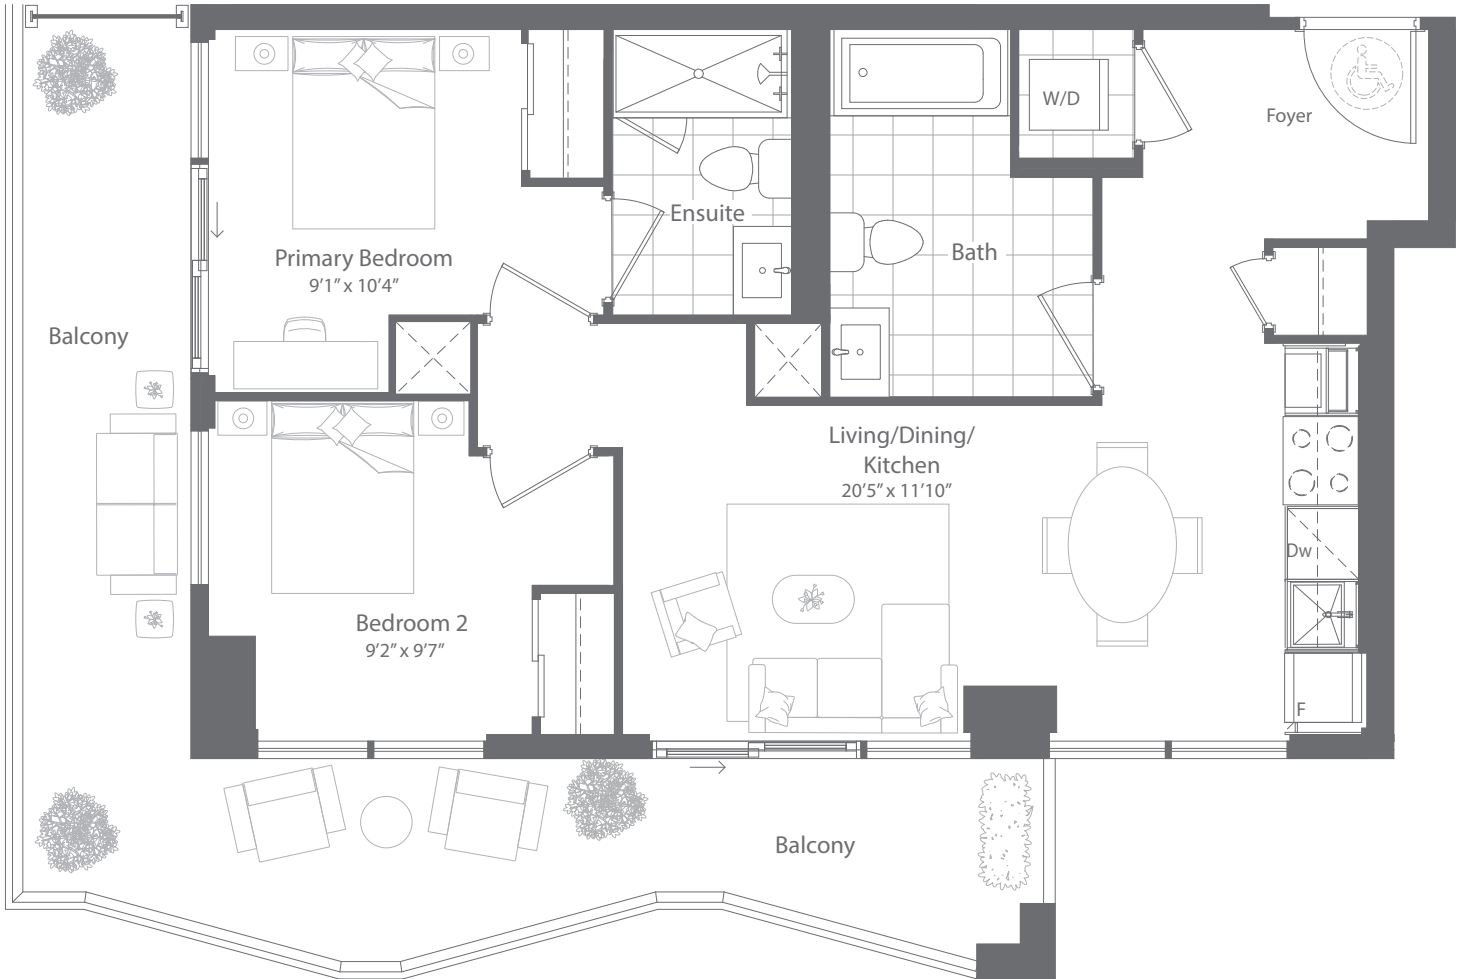 W/D
Foyer
Ensuite
Bath
Primary Bedroom
9'1" x 10'4"
Balcony
Living/Dining/
Kitchen
20'5" x 11'10"
Dw
Bedroom 2
9'2" x 9'7"
F
Balcony